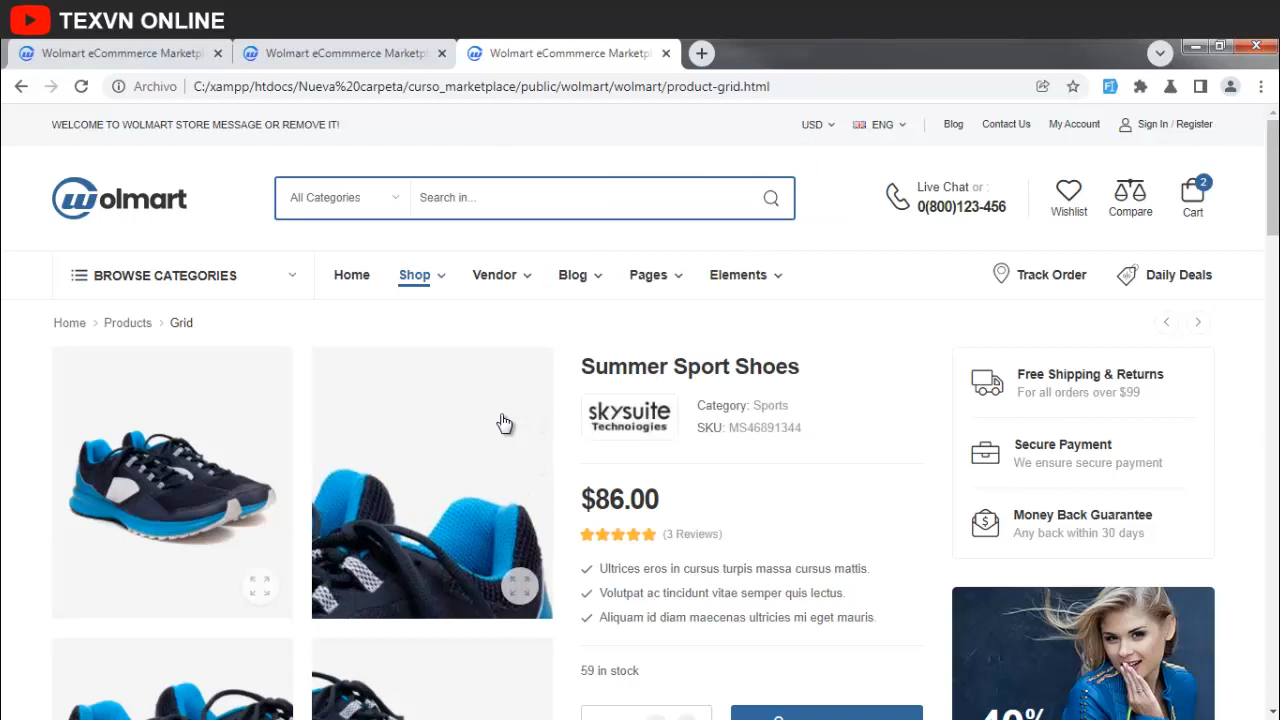 TEXVN ONLINE
Wolmart eCommmerce Marketpl
Wolmart eCommmerce Marketpl
Wolmart eCommmerce Marketpl
Archivo
C:/xampp/htdocs/Nueva%20carpeta/curso_marketplace/public/wolmart/wolmart/product-grid.html
WELCOME TO WOLMART STORE MESSAGE OR REMOVE IT!
USD
ENG
Blog
Contact Us
My Account
Sign In / Register
Wolmart
All Categories
Search in...
Live Chat or :
0(800)123-456
Wishlist
Compare
2
Cart
BROWSE CATEGORIES
Home
Shop
Vendor
Blog
Pages
Elements
Track Order
Daily Deals
Home > Products > Grid
Summer Sport Shoes
skysuite
Technologies
Category: Sports
SKU: MS46891344
$86.00
(3 Reviews)
Ultrices eros in cursus turpis massa cursus mattis.
Volutpat ac tincidunt vitae semper quis lectus.
Aliquam id diam maecenas ultricies mi eget mauris.
59 in stock
Free Shipping & Returns
For all orders over $99
Secure Payment
We ensure secure payment
Money Back Guarantee
Any back within 30 days
40%